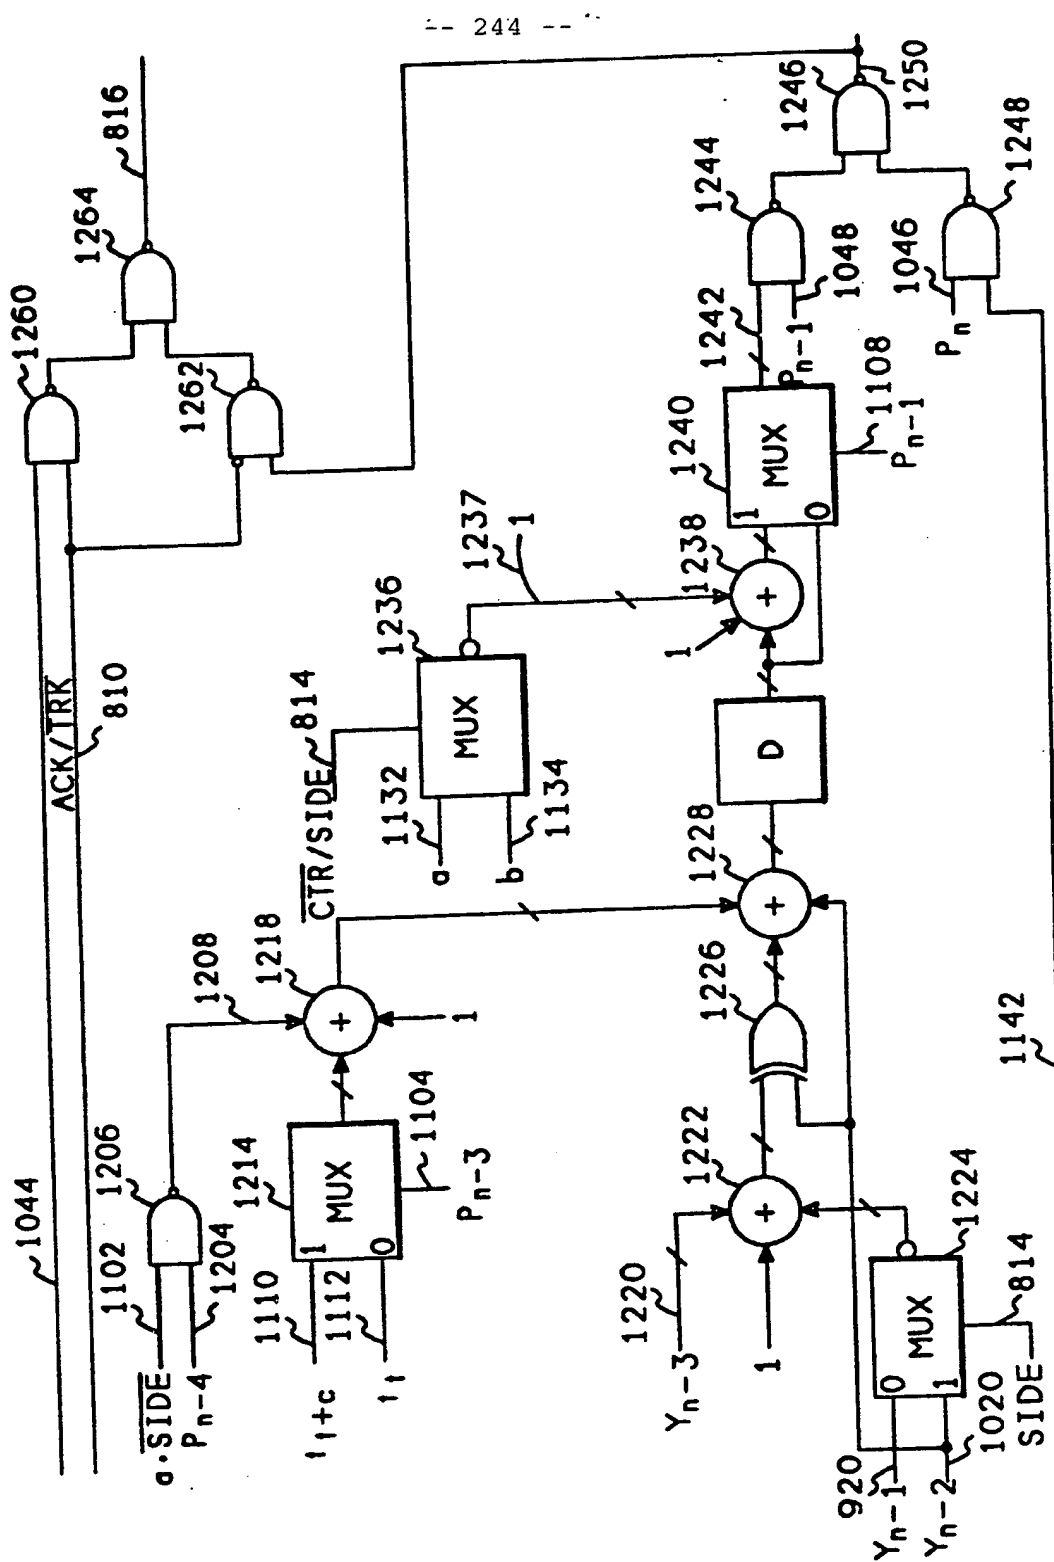 -- 244 --
1044
ACK/TRK
810
1260
1262
1264
816
a·SIDE
1102
Pn-4
1204
1206
1208
1218
1
t1+c
1110
1112
t1
1214
1
0
MUX
1104
Pn-3
CTR/SIDE
814
1132
a
b
1134
MUX
1236
1237
1
Yn-3
1220
1
1222
1226
1228
D
1
1238
1240
1
0
MUX
1108
Pn-1
1242
Pn-1
1048
1244
1246
1250
Pn
1046
1248
1142
Yn-1
920
Yn-2
1020
0
1
MUX
1224
814
SIDE